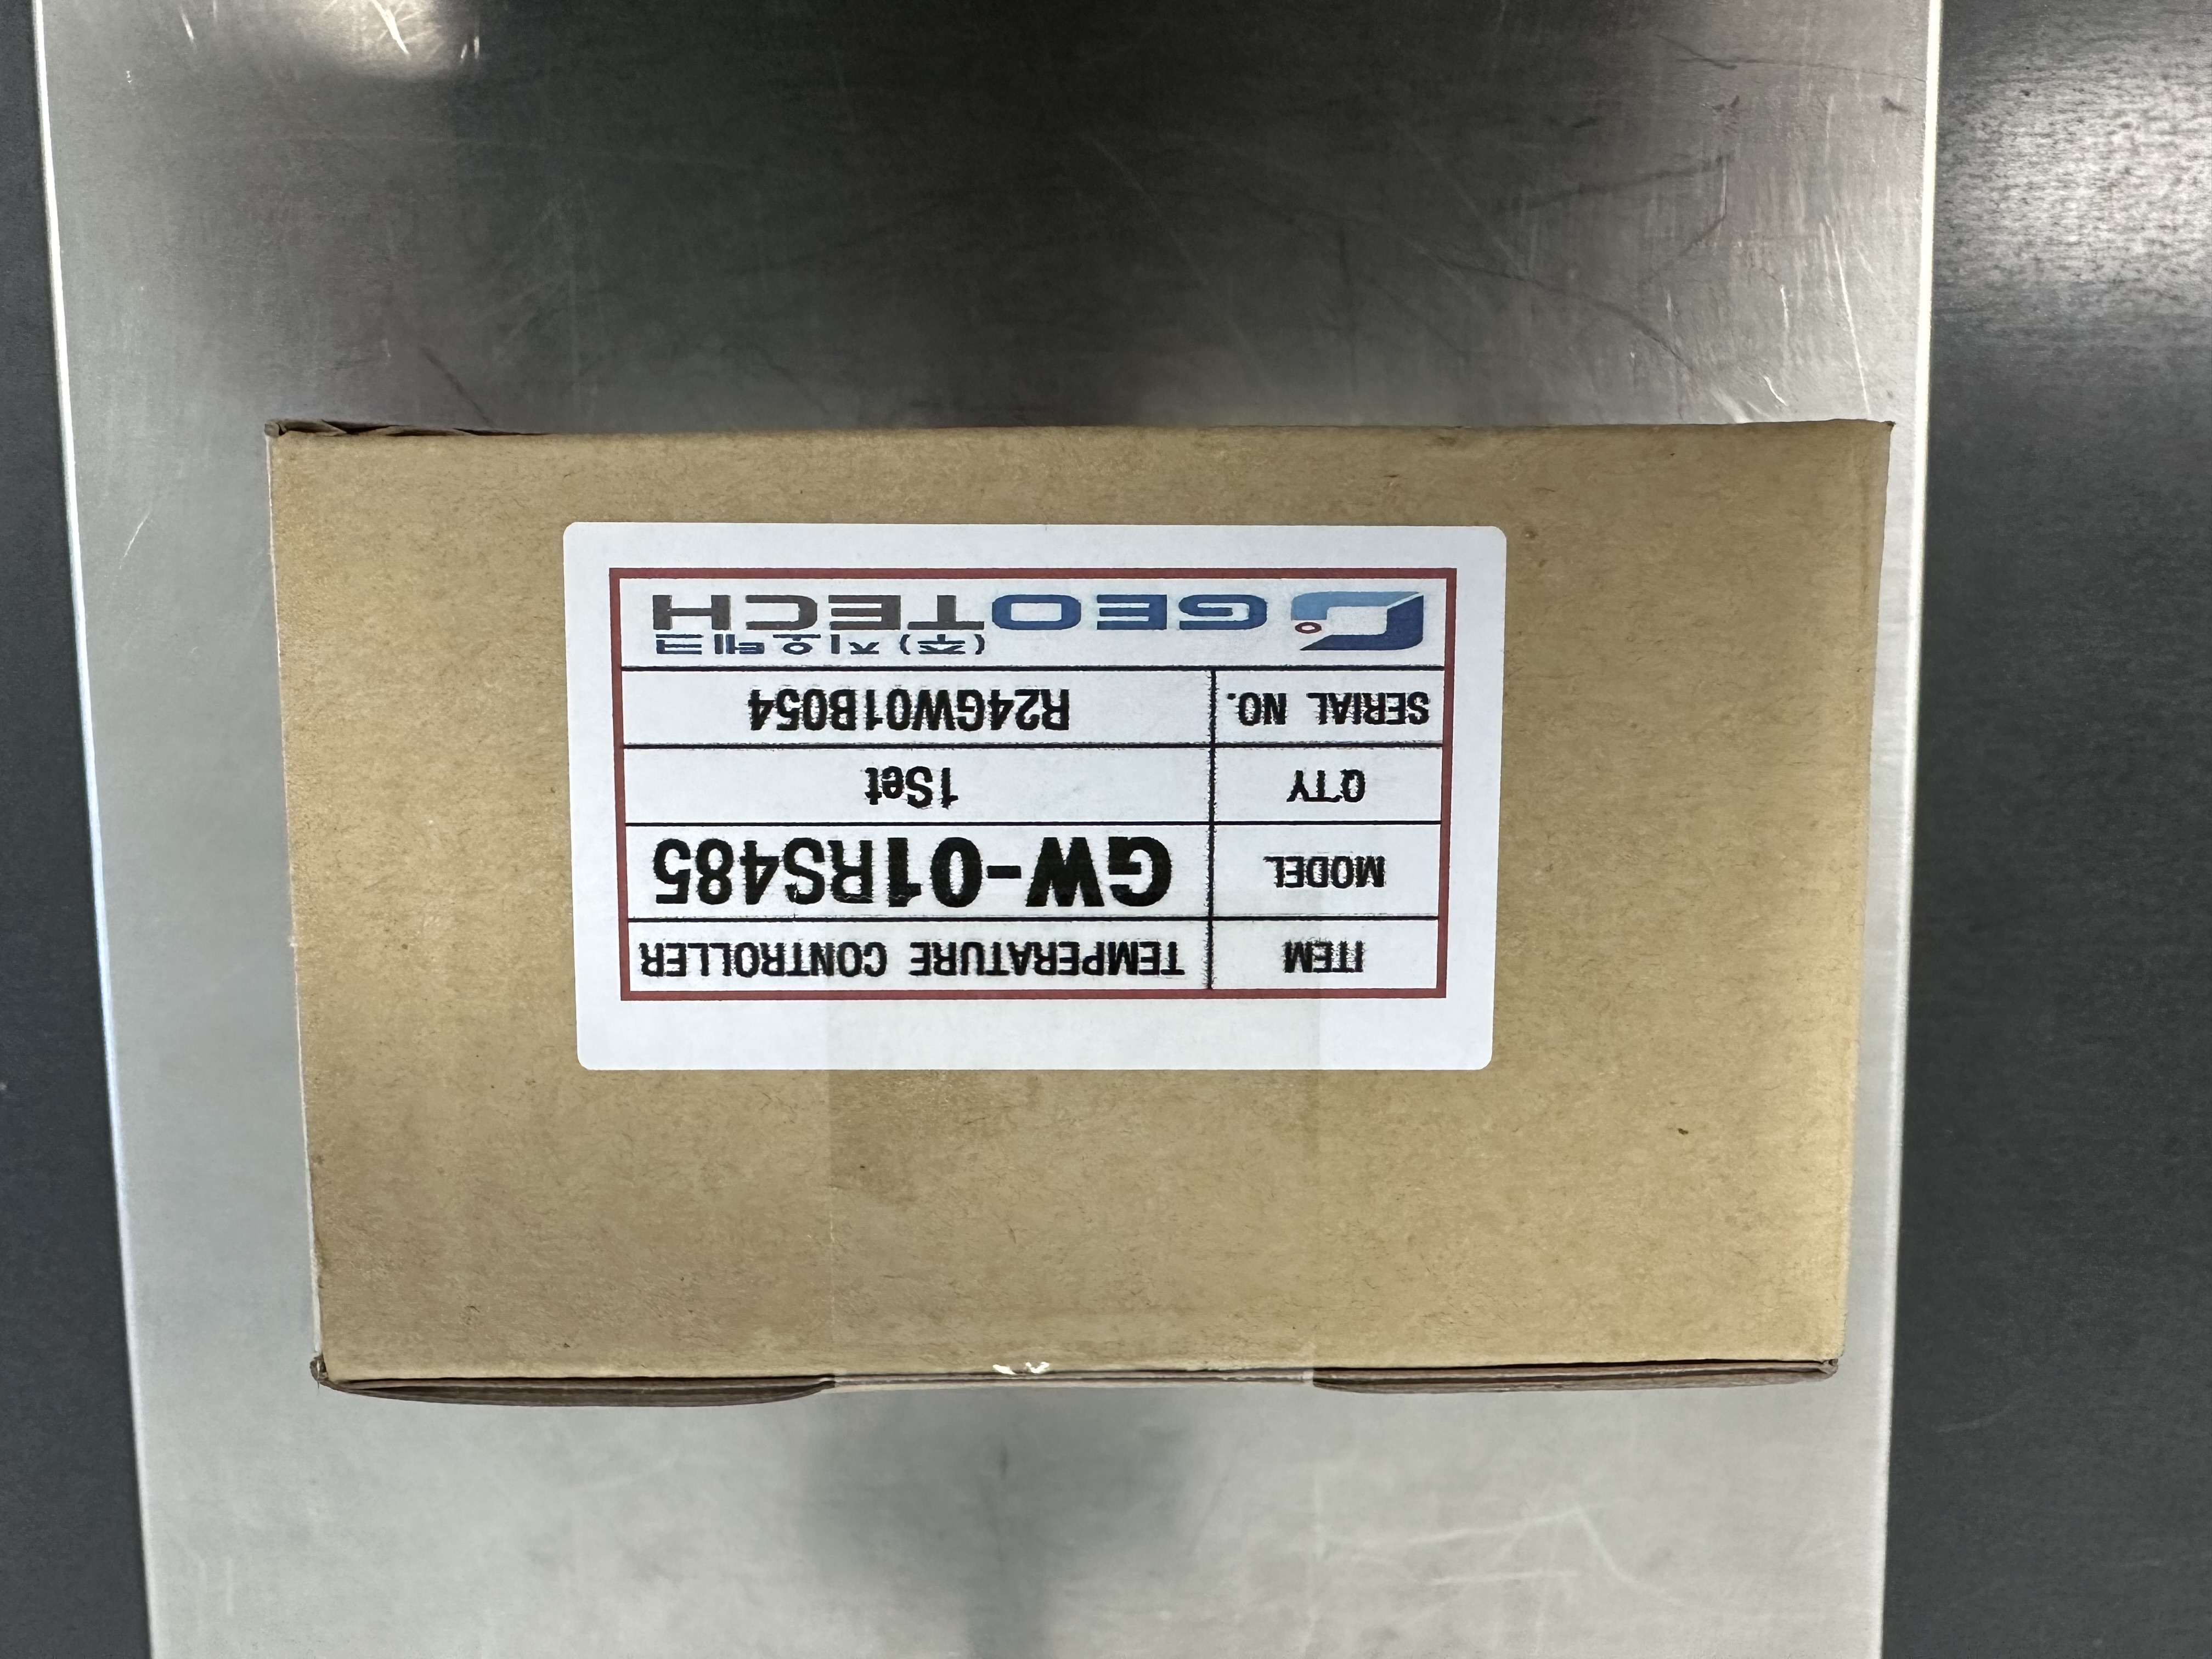 ITEM TEMPERATURE CONTROLLER
MODEL GW-01RS485
Q'TY 1Set
SERIAL NO. R24GW01B054
(주)지오테크
GEOTECH